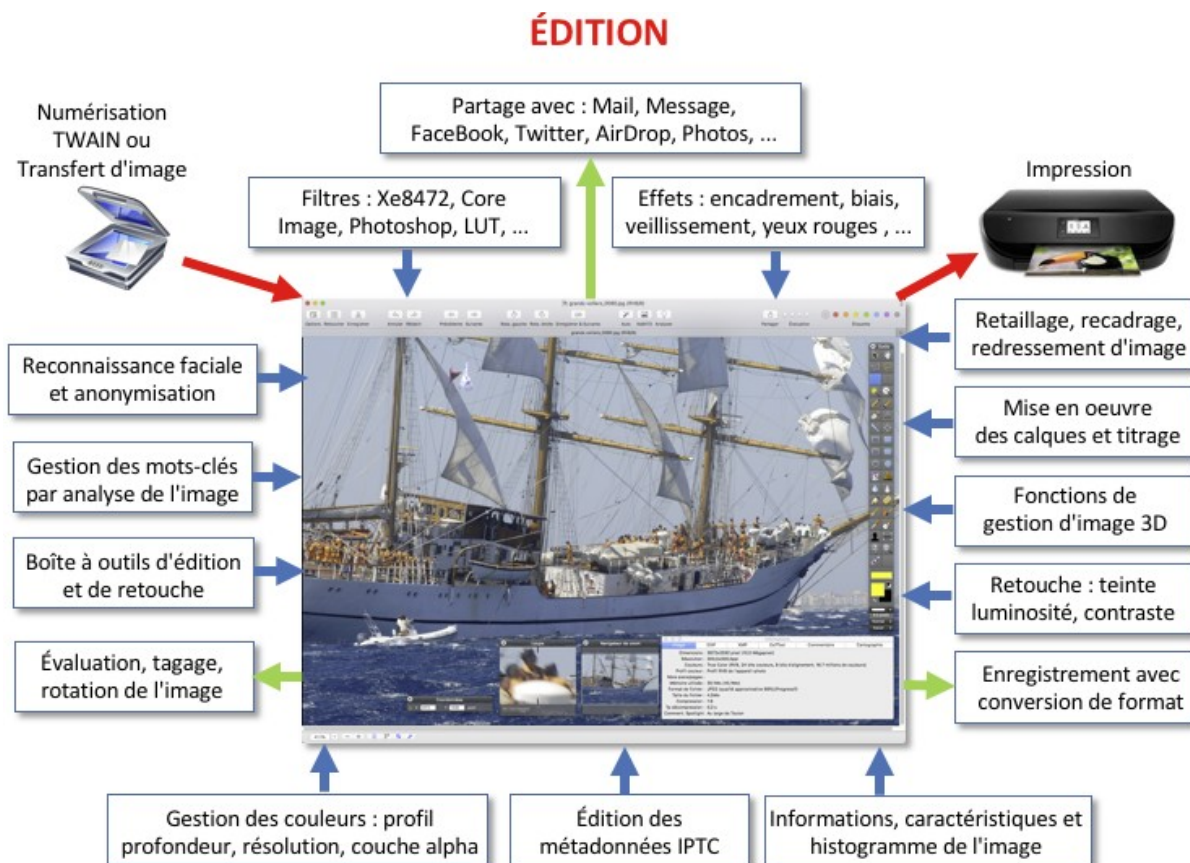 ÉDITION
Numérisation
TWAIN ou
Transfert d'image
Partage avec : Mail, Message,
FaceBook, Twitter, AirDrop, Photos, ...
Filtres : Xe8472, Core
Image, Photoshop, LUT, ...
Effets : encadrement, biais,
veillissement, yeux rouges , ...
Impression
Reconnaissance faciale
et anonymisation
Gestion des mots-clés
par analyse de l'image
Boîte à outils d'édition
et de retouche
Évaluation, tagage,
rotation de l'image
Retaillage, recadrage,
redressement d'image
Mise en oeuvre
des calques et titrage
Fonctions de
gestion d'image 3D
Retouche : teinte
luminosité, contraste
Enregistrement avec
conversion de format
Gestion des couleurs : profil
profondeur, résolution, couche alpha
Édition des
métadonnées IPTC
Informations, caractéristiques et
histogramme de l'image